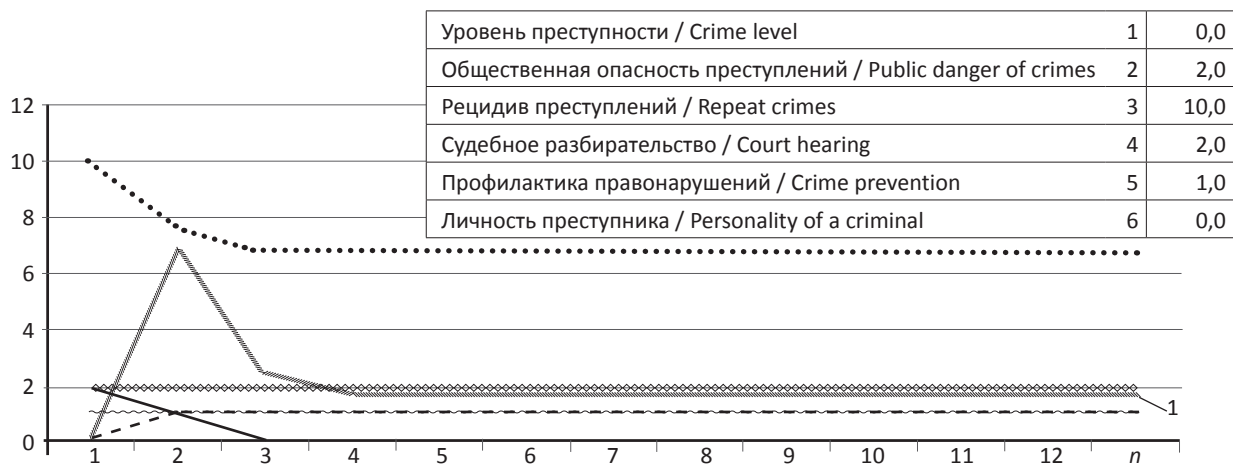 Уровень преступности / Crime level 1 0,0
Общественная опасность преступлений / Public danger of crimes 2 2,0
Рецидив преступлений / Repeat crimes 3 10,0
Судебное разбирательство / Court hearing 4 2,0
Профилактика правонарушений / Crime prevention 5 1,0
Личность преступника / Personality of a criminal 6 0,0
12
10
8
6
4
2
0
1
1 2 3 4 5 6 7 8 9 10 11 12 n